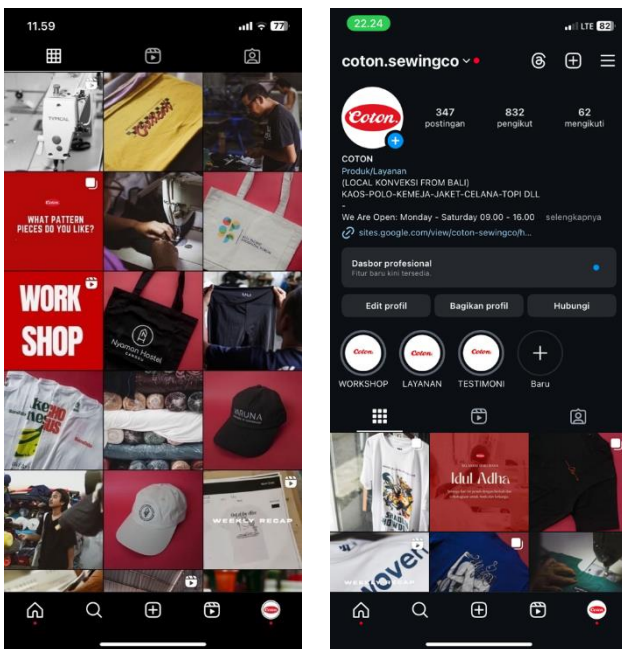 11.59
77
TYPICAL
Coton
Coton
WHAT PATTERN
PIECES DO YOU LIKE?
WORK
SHOP
Nyaman Hostel
VARUNA
WEEKLY RECAP
22.24
LTE 82
coton.sewingco
Coton.
347 832 62
postingan pengikut mengikuti
COTON
Produk/Layanan
(LOCAL KONVEKSI FROM BALI)
KAOS-POLO-KEMEJA-JAKET-CELANA-TOPI DLL
-
We Are Open: Monday - Saturday 09.00 - 16.00 selengkapnya
sites.google.com/view/coton-sewingco/h...
Dasbor profesional
Fitur baru kini tersedia.
Edit profil Bagikan profil Hubungi
Coton. Coton. Coton.
WORKSHOP LAYANAN TESTIMONI Baru
Idul Adha
woven
WEEKLY RECAP